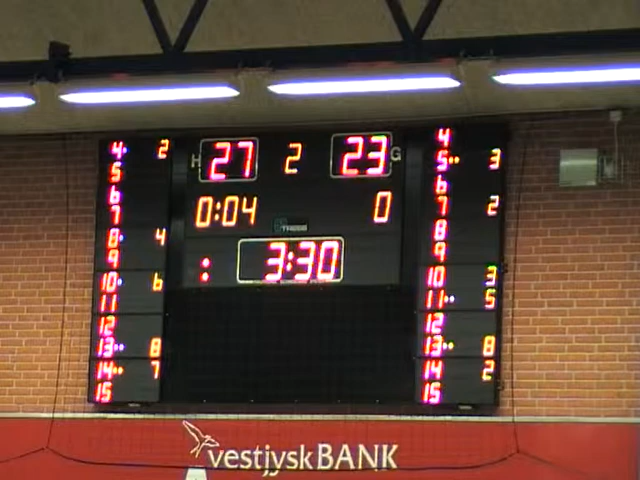 4 2 H 27 2 23 G 4
5 5 3
6 6
7 0:04 0 7 2
8 4 TRES 8
9 : 3:30 9
10 6 10 3
11 11 5
12 12
13 8 13 8
14 7 14 2
15 15
vestjyskBANK